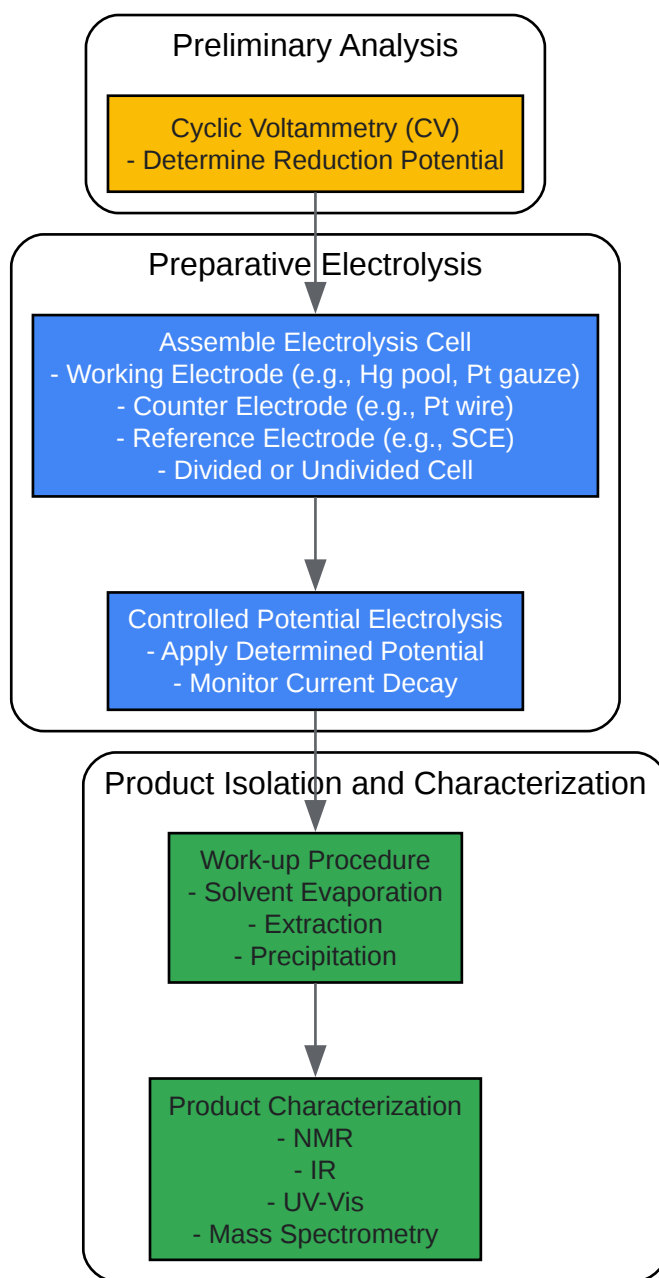 Preliminary Analysis
Cyclic Voltammetry (CV)
- Determine Reduction Potential
Preparative Electrolysis
Assemble Electrolysis Cell
- Working Electrode (e.g., Hg pool, Pt gauze)
- Counter Electrode (e.g., Pt wire)
- Reference Electrode (e.g., SCE)
- Divided or Undivided Cell
Controlled Potential Electrolysis
- Apply Determined Potential
- Monitor Current Decay
Product Isolation and Characterization
Work-up Procedure
- Solvent Evaporation
- Extraction
- Precipitation
Product Characterization
- NMR
- IR
- UV-Vis
- Mass Spectrometry